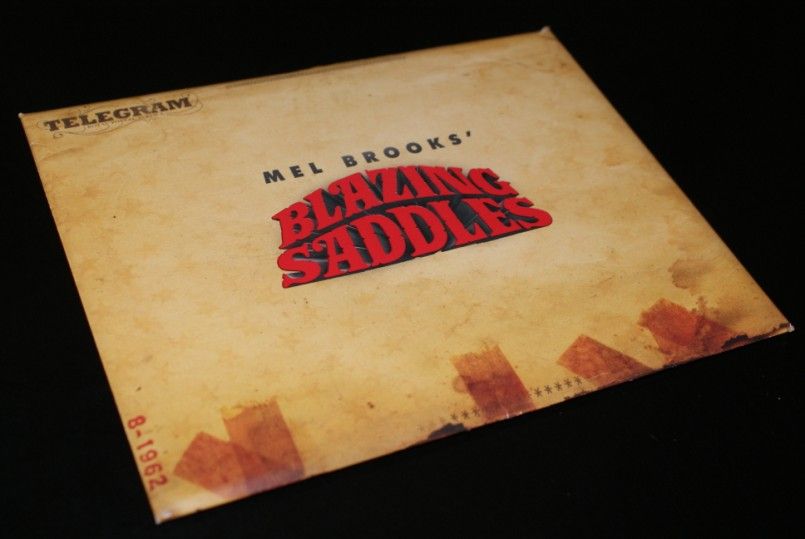 TELEGRAM
MEL BROOKS'
BLAZING
SADDLES
*****
*****
8-1962